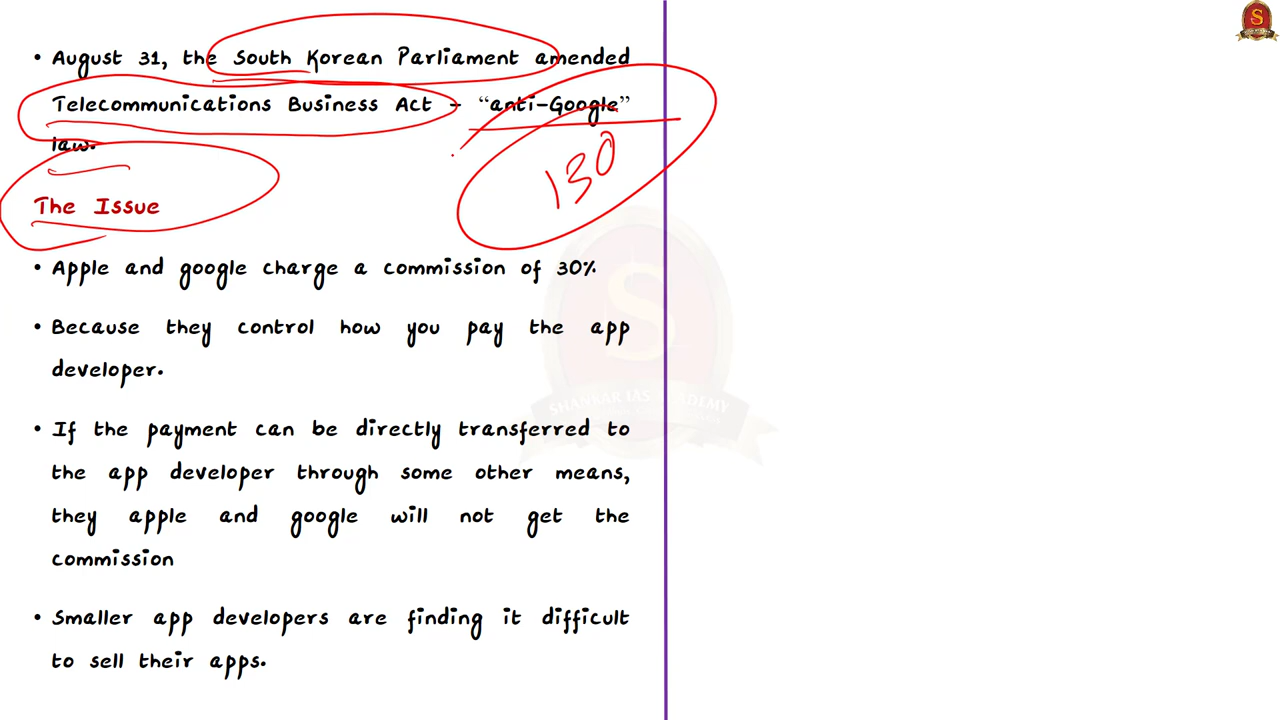 • August 31, the South Korean Parliament amended
Telecommunications Business Act – “anti-Google”
law.
130
The Issue
• Apple and google charge a commission of 30%
• Because they control how you pay the app
developer.
• If the payment can be directly transferred to
the app developer through some other means,
they apple and google will not get the
commission
• Smaller app developers are finding it difficult
to sell their apps.
SHANKAR IAS ACADEMY